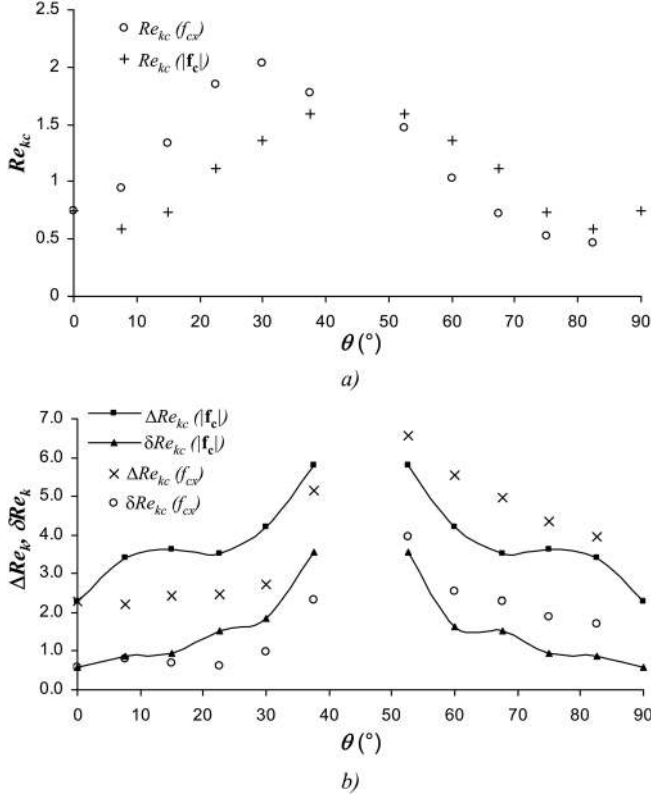 2.5
○ Re_kc (f_cx)
2
+ Re_kc (|f_c|)
1.5
Re_kc
1
0.5
0
0 10 20 30 40 50 60 70 80 90
θ (°)
a)
7.0
ΔRe_kc (|f_c|)
6.0
δRe_kc (|f_c|)
5.0
× ΔRe_kc (f_cx)
○ δRe_kc (f_cx)
4.0
ΔRe_k, δRe_k
3.0
2.0
1.0
0.0
0 10 20 30 40 50 60 70 80 90
θ (°)
b)